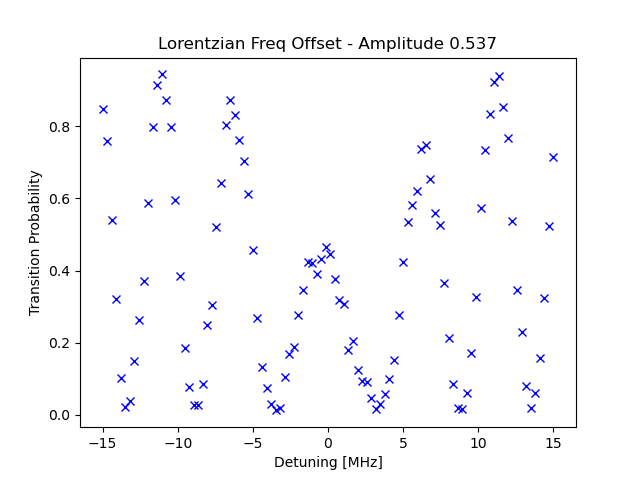 Lorentzian Freq Offset - Amplitude 0.537
Transition Probability
0.8
0.6
0.4
0.2
0.0
−15 −10 −5 0 5 10 15
Detuning [MHz]